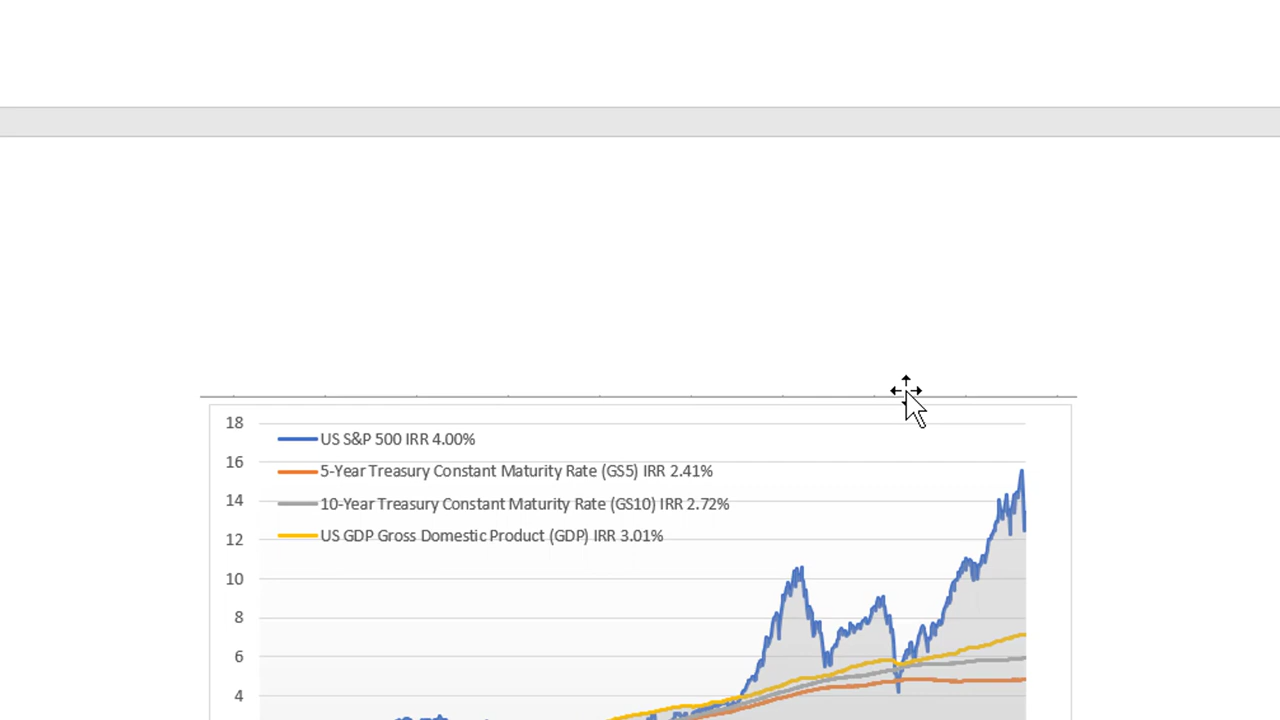 18
US S&P 500 IRR 4.00%
16
5-Year Treasury Constant Maturity Rate (GS5) IRR 2.41%
14
10-Year Treasury Constant Maturity Rate (GS10) IRR 2.72%
12
US GDP Gross Domestic Product (GDP) IRR 3.01%
10
8
6
4